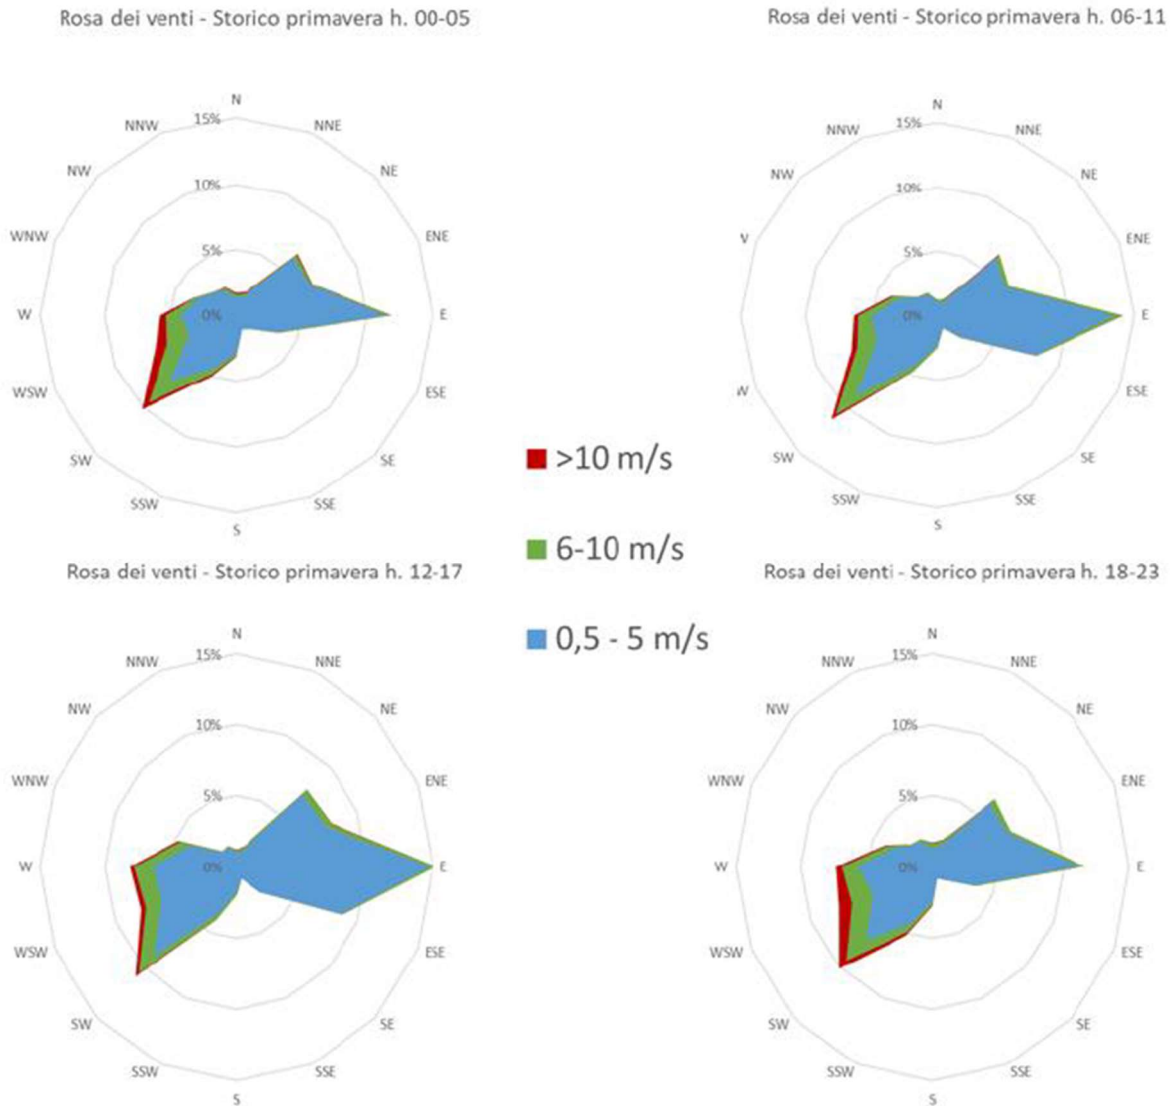 Rosa dei venti - Storico primavera h. 00-05
N
NNE
NE
ENE
E
ESE
SE
SSE
S
SSW
SW
WSW
W
WNW
NW
NNW
15%
10%
5%
0%
Rosa dei venti - Storico primavera h. 06-11
N
NNE
NE
ENE
E
ESE
SE
SSE
S
SSW
SW
W
V
NW
NNW
15%
10%
5%
0%
>10 m/s
6-10 m/s
0,5 - 5 m/s
Rosa dei venti - Storico primavera h. 12-17
N
NNE
NE
ENE
E
ESE
SE
SSE
S
SSW
SW
WSW
W
WNW
NW
NNW
15%
10%
5%
0%
Rosa dei venti - Storico primavera h. 18-23
N
NNE
NE
ENE
E
ESE
SE
SSE
S
SSW
SW
WSW
W
WNW
NW
NNW
15%
10%
5%
0%